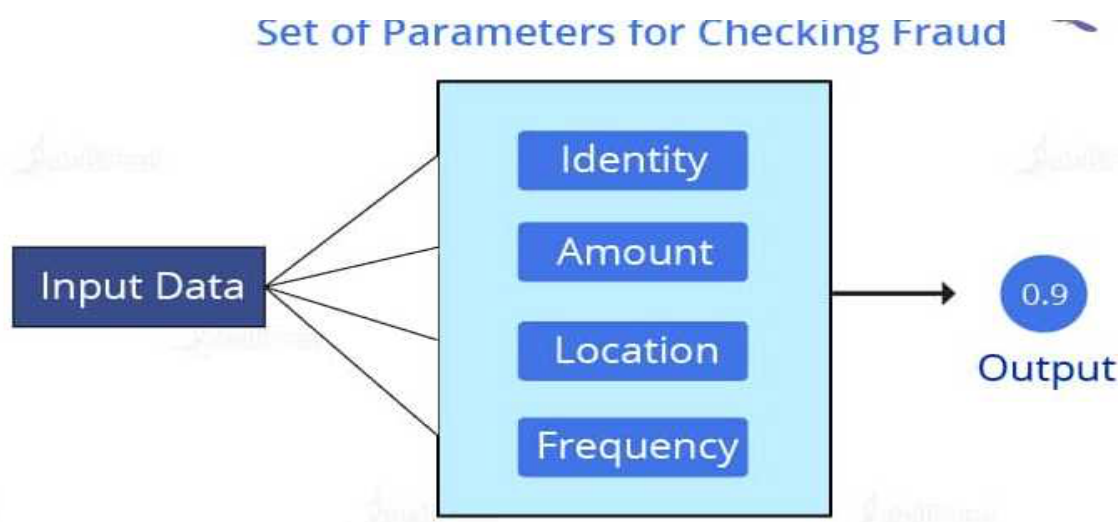 Set of Parameters for Checking Fraud
Identity
Amount
Input Data
0.9
Location
Output
Frequency